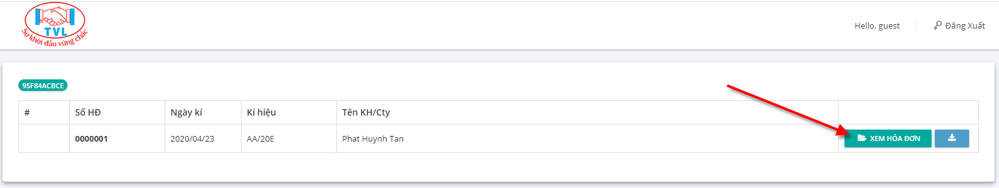 TVL
Sự khởi đầu vững chắc
Hello, guest
Đăng Xuất
9SF84ACBCE
# Số HĐ Ngày kí Kí hiệu Tên KH/Cty
0000001 2020/04/23 AA/20E Phat Huynh Tan XEM HÓA ĐƠN